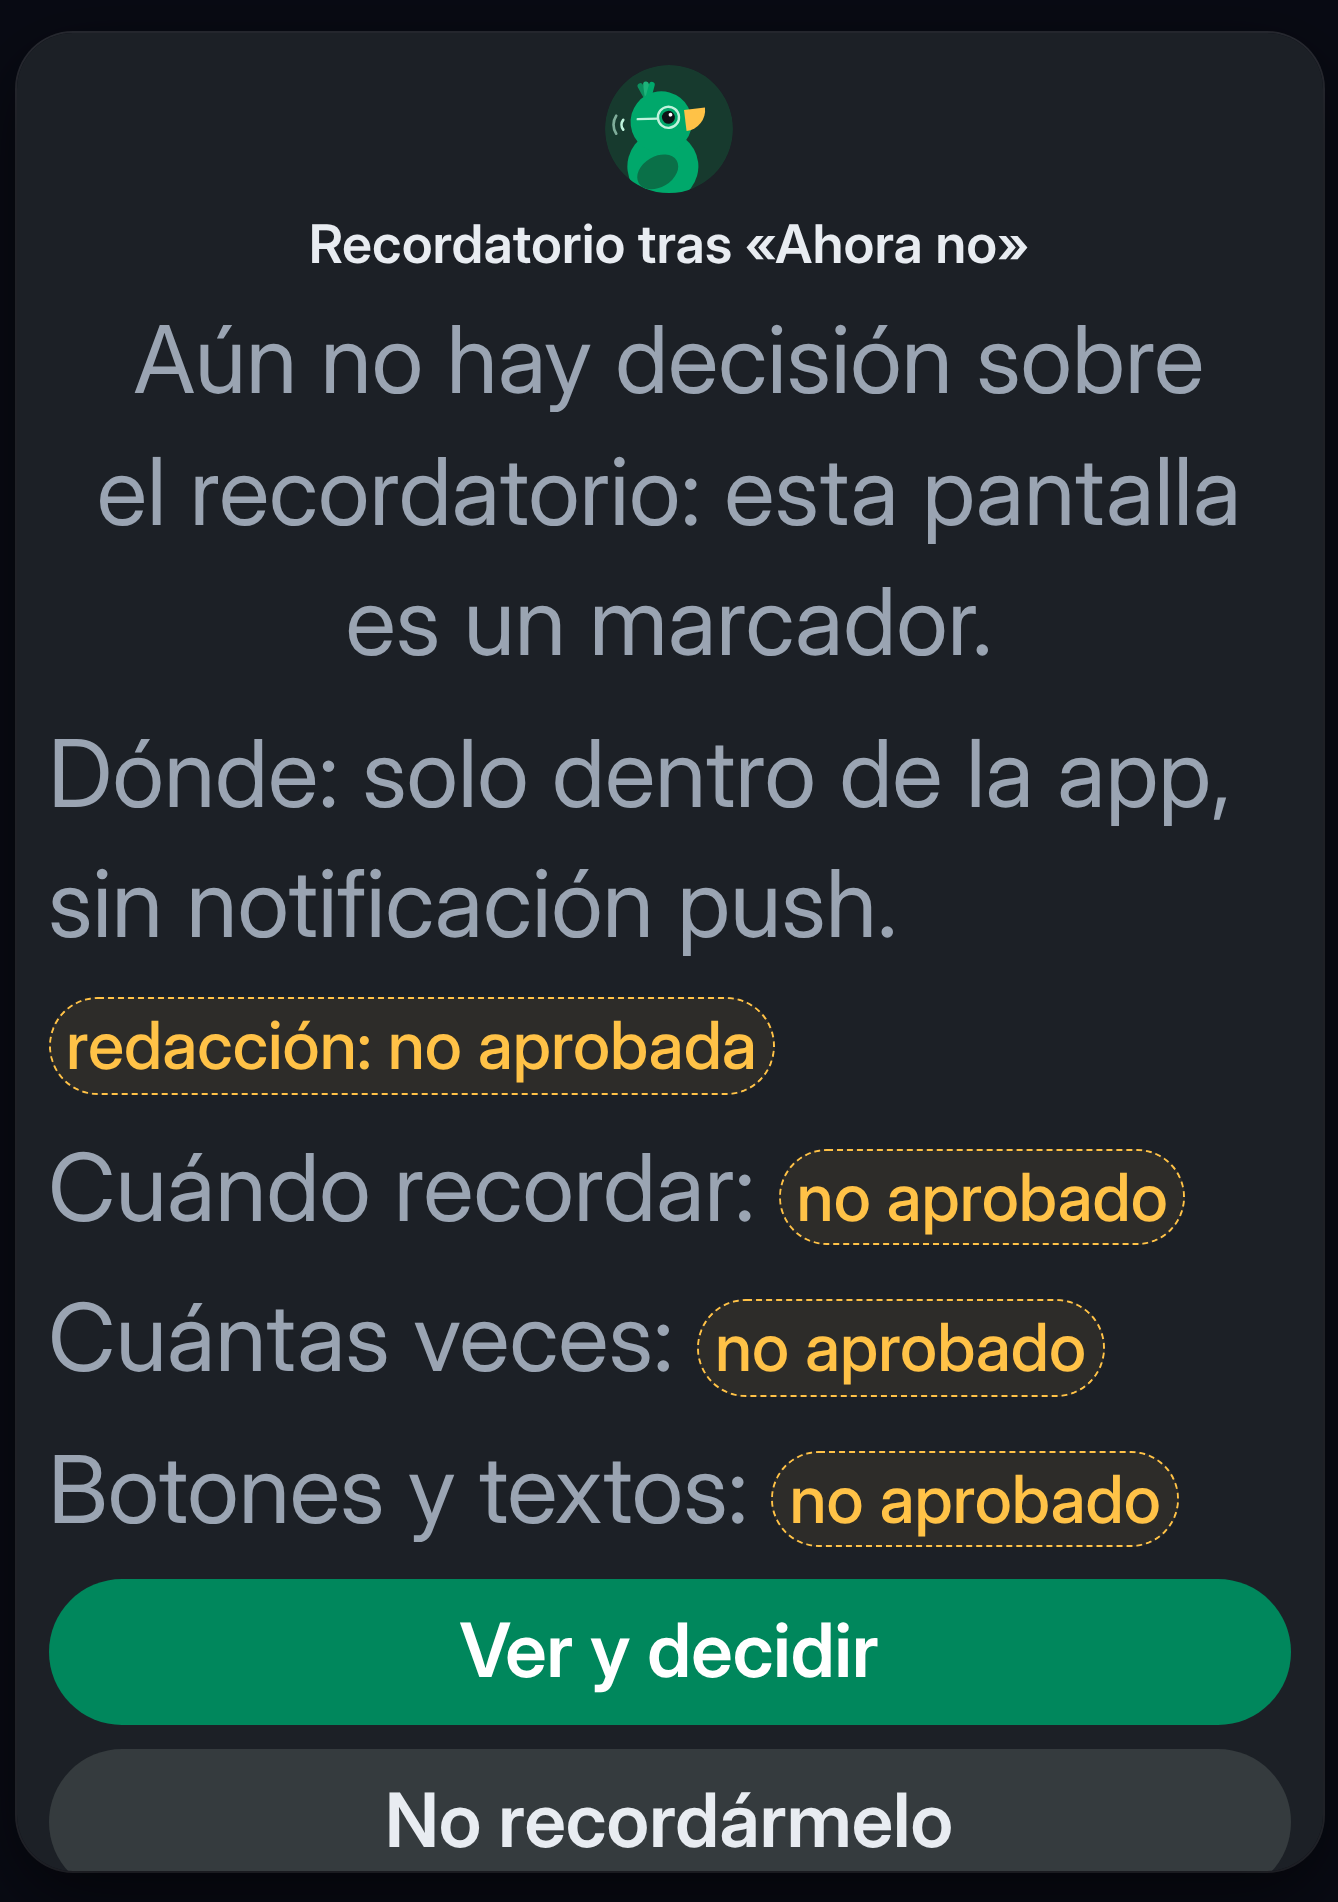 Recordatorio tras «Ahora no»
Aún no hay decisión sobre
el recordatorio: esta pantalla
es un marcador.
Dónde: solo dentro de la app,
sin notificación push.
redacción: no aprobada
Cuándo recordar: no aprobado
Cuántas veces: no aprobado
Botones y textos: no aprobado
Ver y decidir
No recordármelo